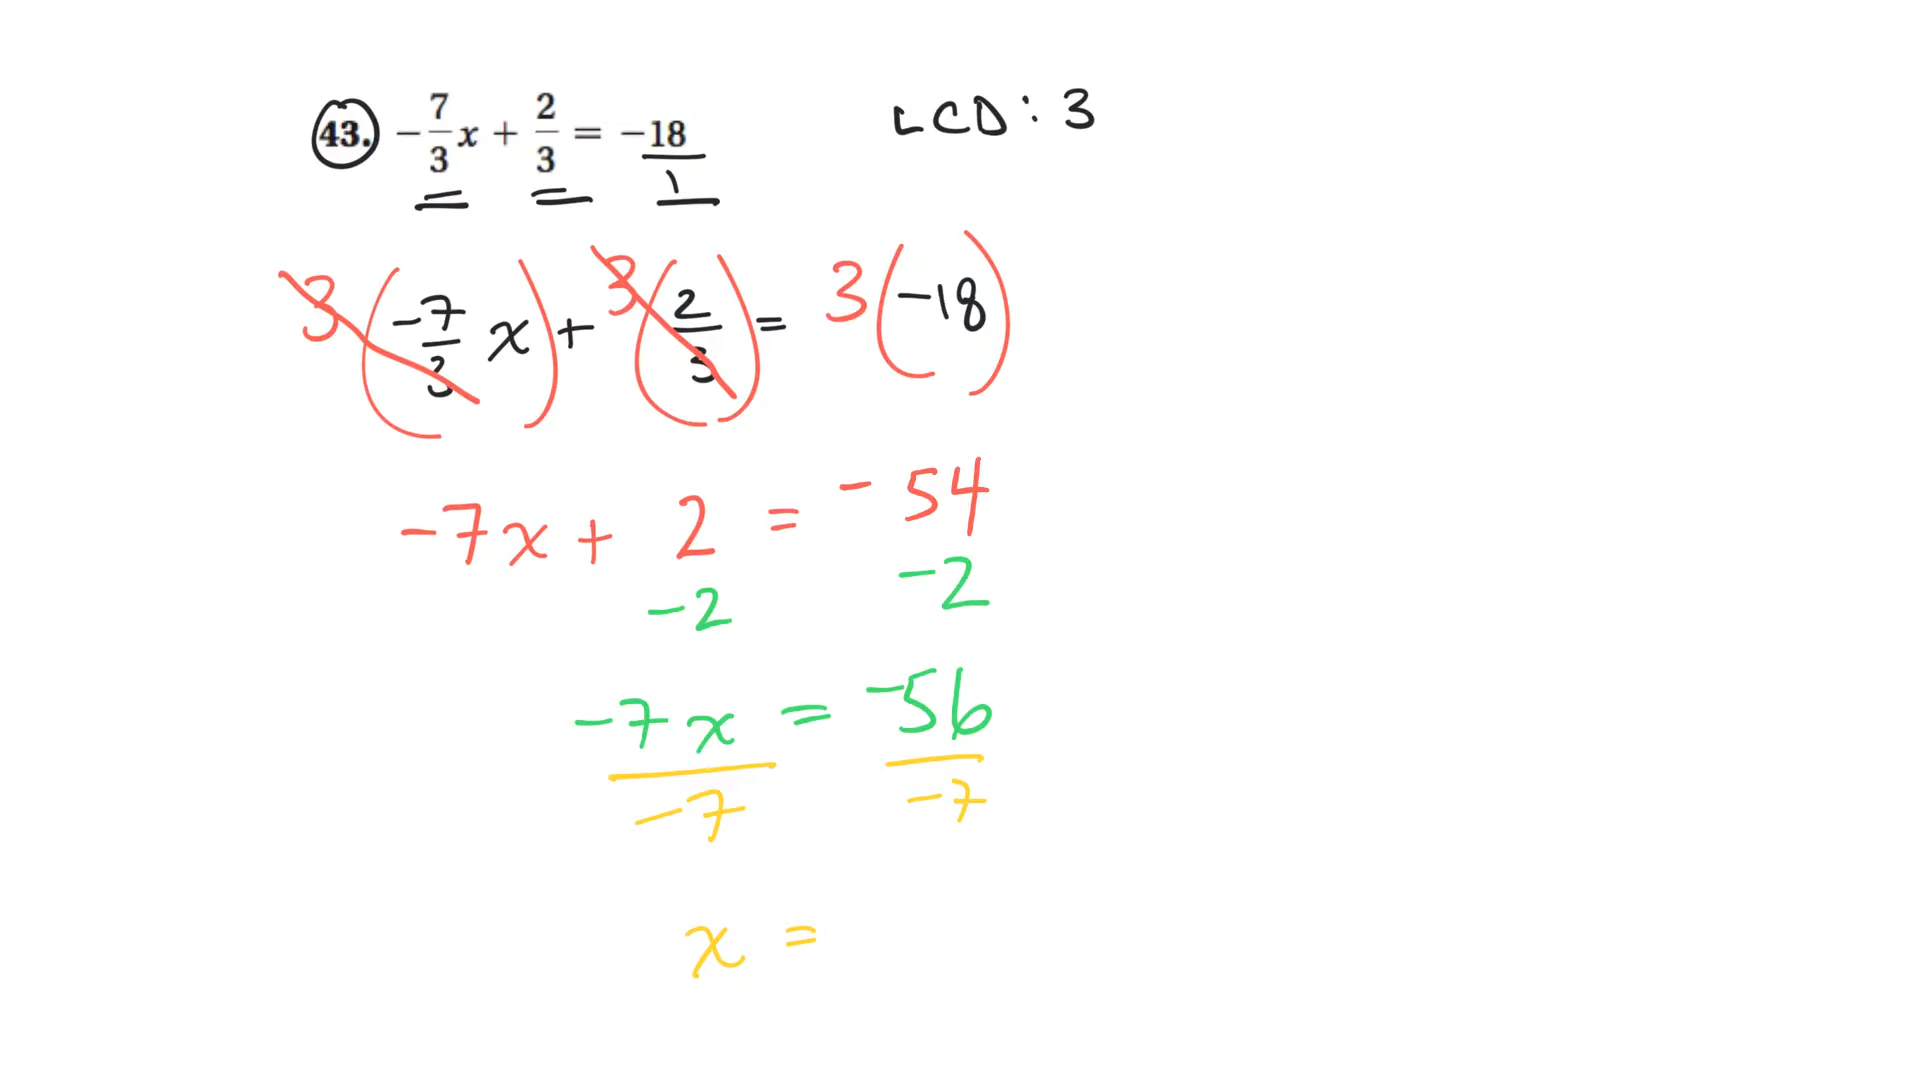 43. -7/3 x + 2/3 = -18 LCD : 3
1
3(-7/3 x) + 3(2/3) = 3(-18)
-7x + 2 = -54
-2 -2
-7x = -56
-7 -7
x =